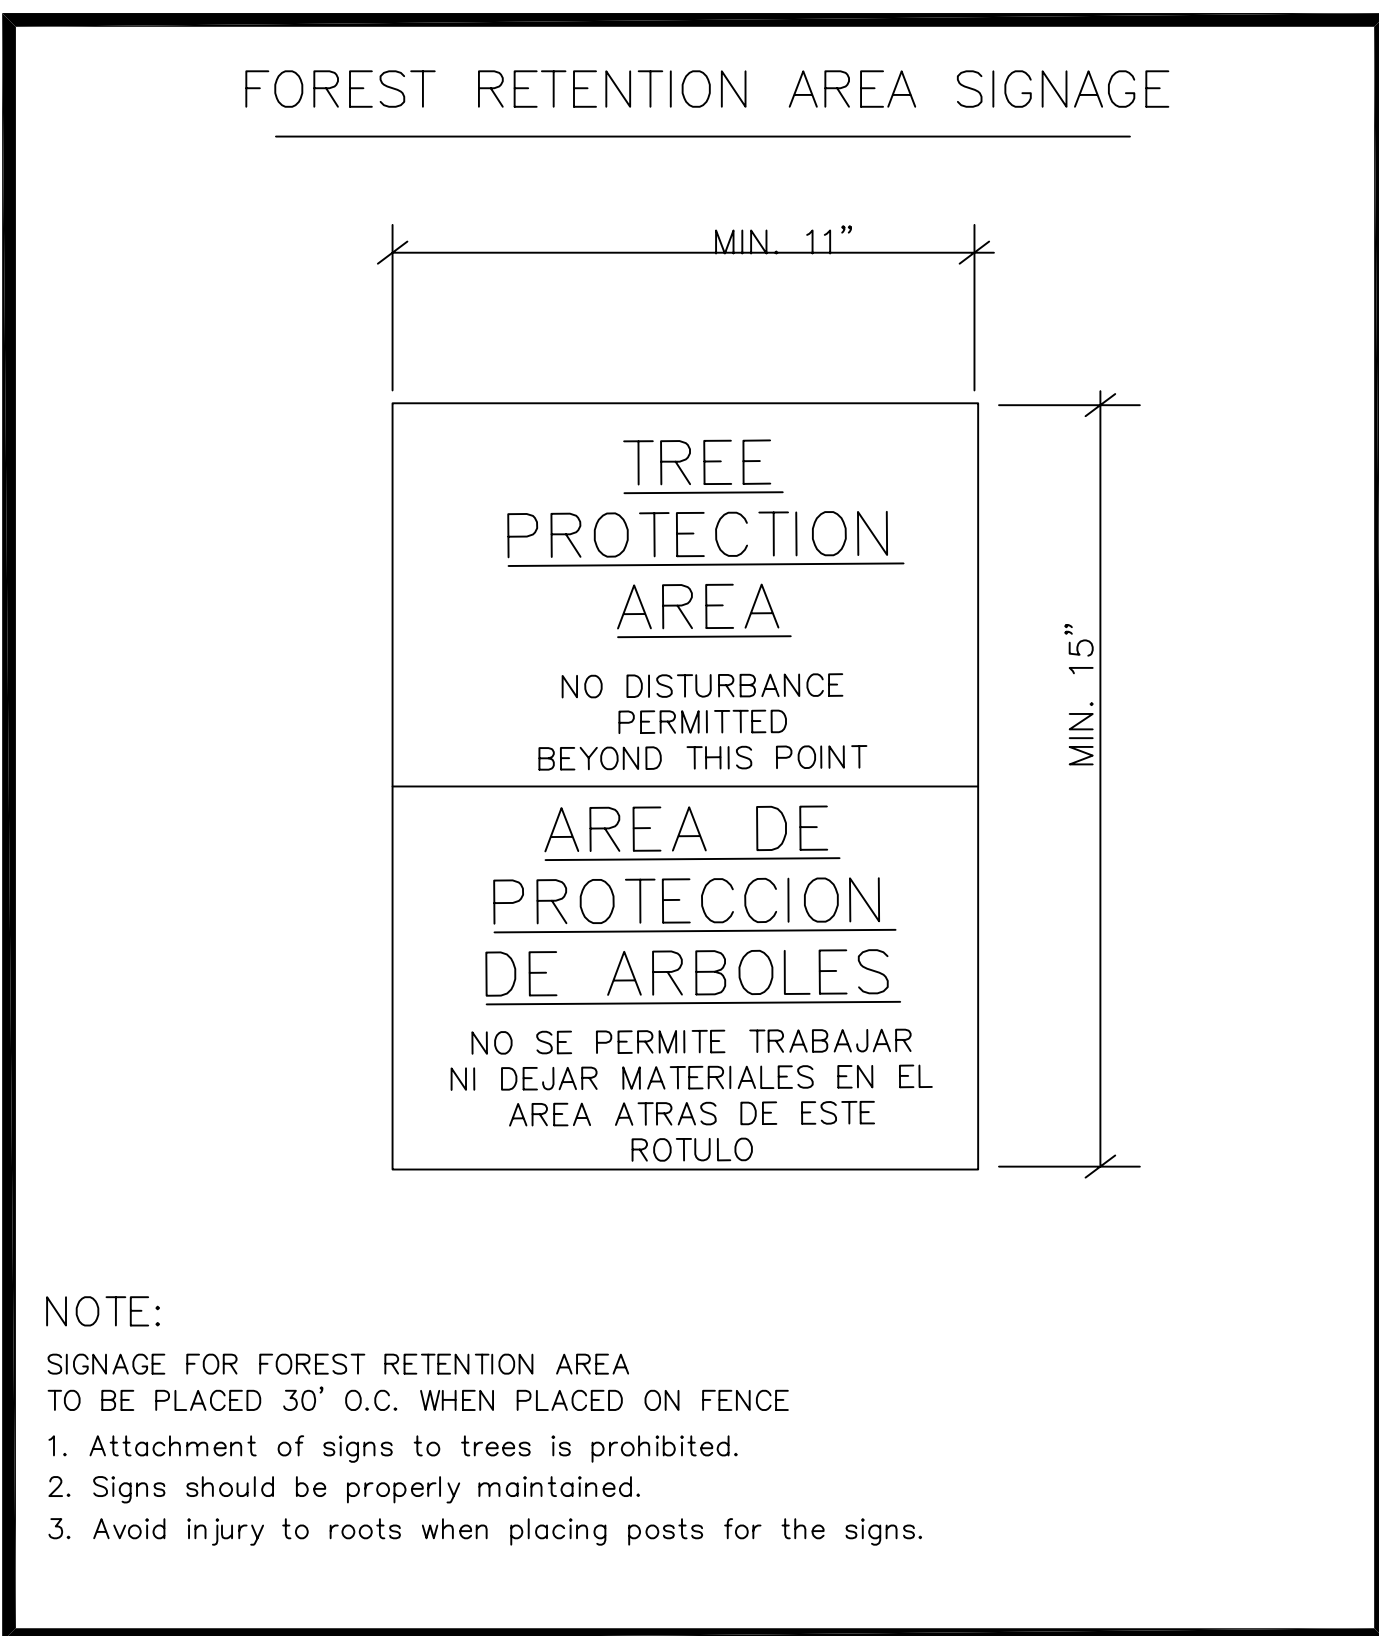 FOREST RETENTION AREA SIGNAGE
MIN. 11”
TREE
PROTECTION
AREA
NO DISTURBANCE
PERMITTED
BEYOND THIS POINT
MIN. 15”
AREA DE
PROTECCION
DE ARBOLES
NO SE PERMITE TRABAJAR
NI DEJAR MATERIALES EN EL
AREA ATRAS DE ESTE
ROTULO
NOTE:
SIGNAGE FOR FOREST RETENTION AREA
TO BE PLACED 30’ O.C. WHEN PLACED ON FENCE
1. Attachment of signs to trees is prohibited.
2. Signs should be properly maintained.
3. Avoid injury to roots when placing posts for the signs.